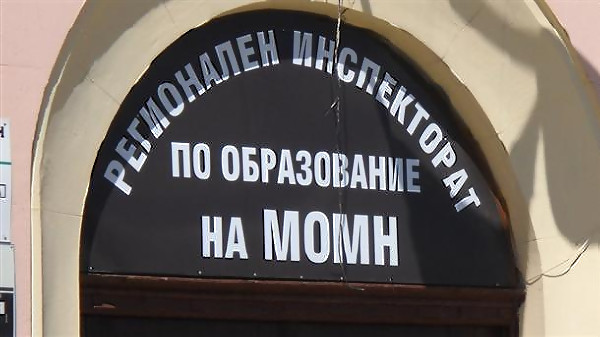 РЕГИОНАЛЕН ИНСПЕКТОРАТ
ПО ОБРАЗОВАНИЕ
НА МОМН